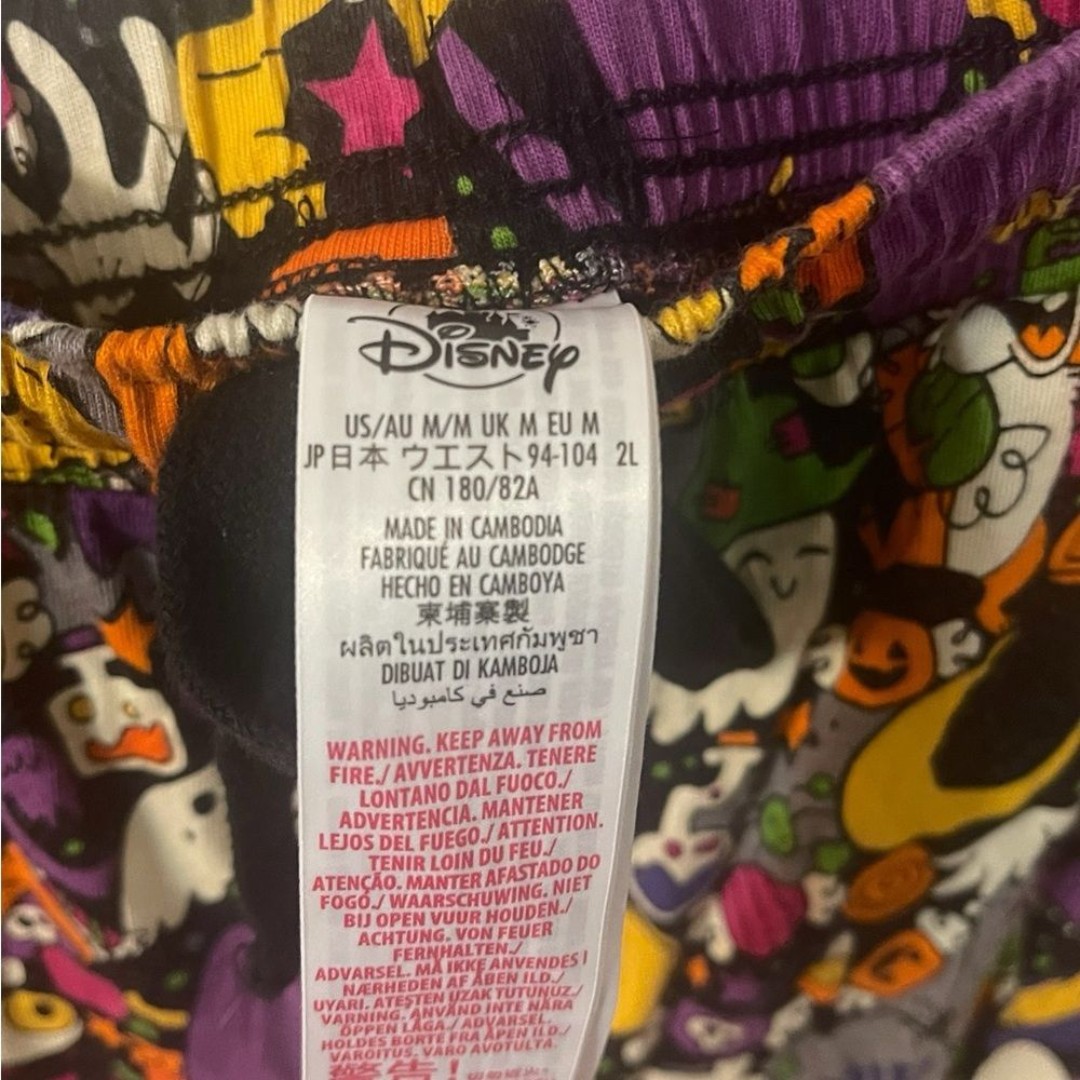 Disney
US/AU M/M UK M EU M
JP日本 ウエスト94-104 2L
CN 180/82A
MADE IN CAMBODIA
FABRIQUÉ AU CAMBODGE
HECHO EN CAMBOYA
柬埔寨製
ผลิตในประเทศกัมพูชา
DIBUAT DI KAMBOJA
صنع في كامبوديا
WARNING. KEEP AWAY FROM
FIRE./ AVVERTENZA. TENERE
LONTANO DAL FUOCO./
ADVERTENCIA. MANTENER
LEJOS DEL FUEGO./ ATTENTION.
TENIR LOIN DU FEU./
ATENÇÃO. MANTER AFASTADO DO
FOGO./ WAARSCHUWING. NIET
BIJ OPEN VUUR HOUDEN./
ACHTUNG. VON FEUER
FERNHALTEN./
ADVARSEL. MÅ IKKE ANVENDES I
NÆRHEDEN AF ÅBEN ILD./
UYARI. ATEŞTEN UZAK TUTUNUZ./
VARNING. ANVÄND INTE NÄRA
ÖPPEN LÅGA./ ADVARSEL.
HOLDES BORTE FRA ÅPEN ILD./
VAROITUS. VARO AVOTULTA.
警告!